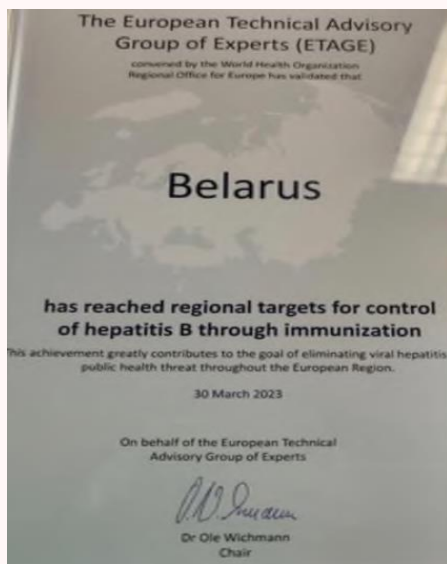 The European Technical Advisory
Group of Experts (ETAGE)
convened by the World Health Organization
Regional Office for Europe has validated that
Belarus
has reached regional targets for control
of hepatitis B through immunization
This achievement greatly contributes to the goal of eliminating viral hepatitis
public health threat throughout the European Region.
30 March 2023
On behalf of the European Technical
Advisory Group of Experts
Dr Ole Wichmann
Chair